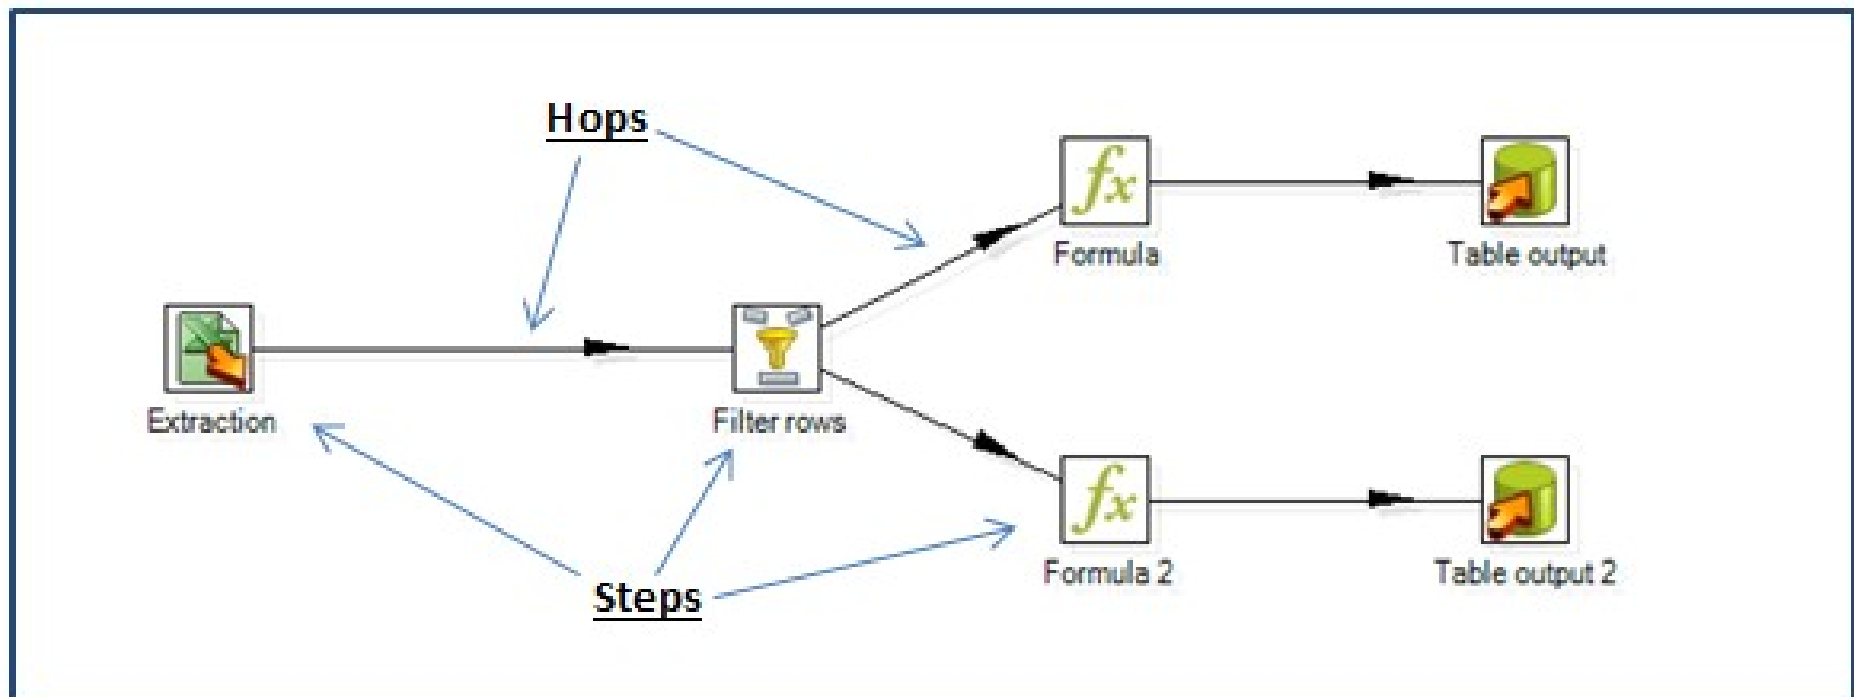 Hops
Formula
Table output
Extraction
Filter rows
Formula 2
Table output 2
Steps